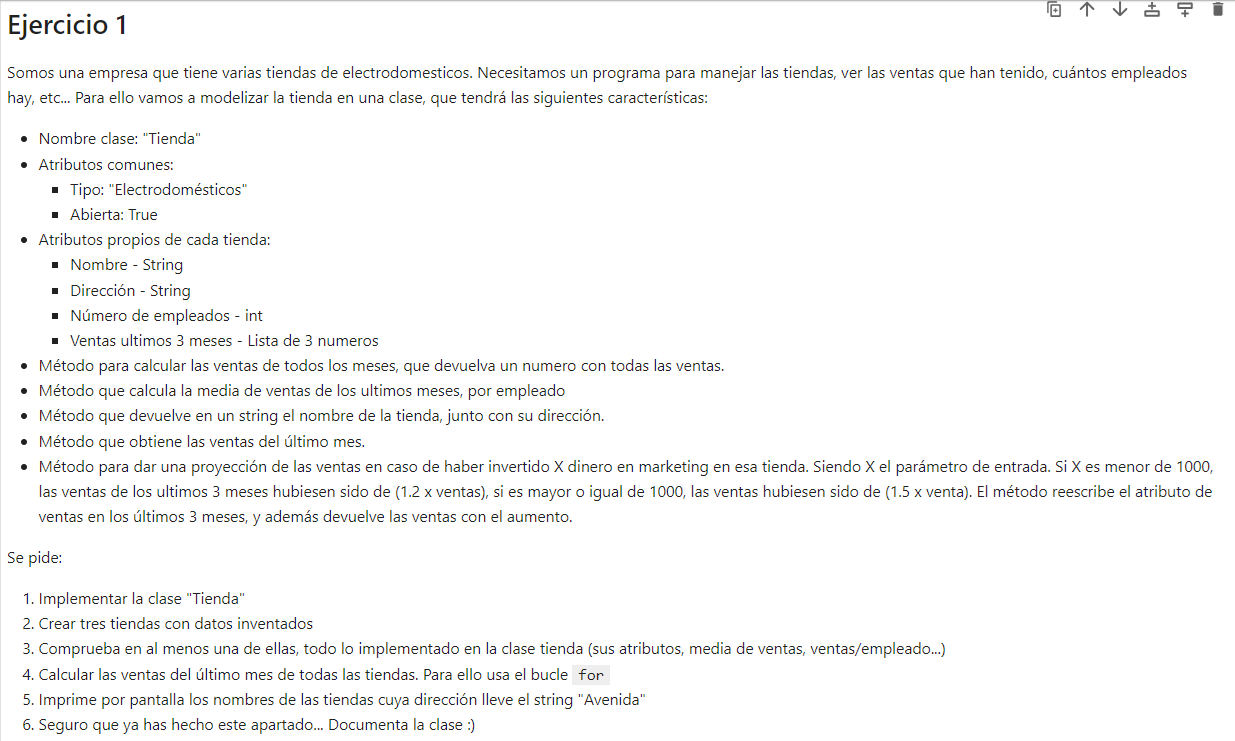 Ejercicio 1
Somos una empresa que tiene varias tiendas de electrodomesticos. Necesitamos un programa para manejar las tiendas, ver las ventas que han tenido, cuántos empleados
hay, etc... Para ello vamos a modelizar la tienda en una clase, que tendrá las siguientes características:
• Nombre clase: "Tienda"
• Atributos comunes:
▪ Tipo: "Electrodomésticos"
▪ Abierta: True
• Atributos propios de cada tienda:
▪ Nombre - String
▪ Dirección - String
▪ Número de empleados - int
▪ Ventas ultimos 3 meses - Lista de 3 numeros
• Método para calcular las ventas de todos los meses, que devuelva un numero con todas las ventas.
• Método que calcula la media de ventas de los ultimos meses, por empleado
• Método que devuelve en un string el nombre de la tienda, junto con su dirección.
• Método que obtiene las ventas del último mes.
• Método para dar una proyección de las ventas en caso de haber invertido X dinero en marketing en esa tienda. Siendo X el parámetro de entrada. Si X es menor de 1000,
las ventas de los ultimos 3 meses hubiesen sido de (1.2 x ventas), si es mayor o igual de 1000, las ventas hubiesen sido de (1.5 x venta). El método reescribe el atributo de
ventas en los últimos 3 meses, y además devuelve las ventas con el aumento.
Se pide:
1. Implementar la clase "Tienda"
2. Crear tres tiendas con datos inventados
3. Comprueba en al menos una de ellas, todo lo implementado en la clase tienda (sus atributos, media de ventas, ventas/empleado...)
4. Calcular las ventas del último mes de todas las tiendas. Para ello usa el bucle for
5. Imprime por pantalla los nombres de las tiendas cuya dirección lleve el string "Avenida"
6. Seguro que ya has hecho este apartado... Documenta la clase :)